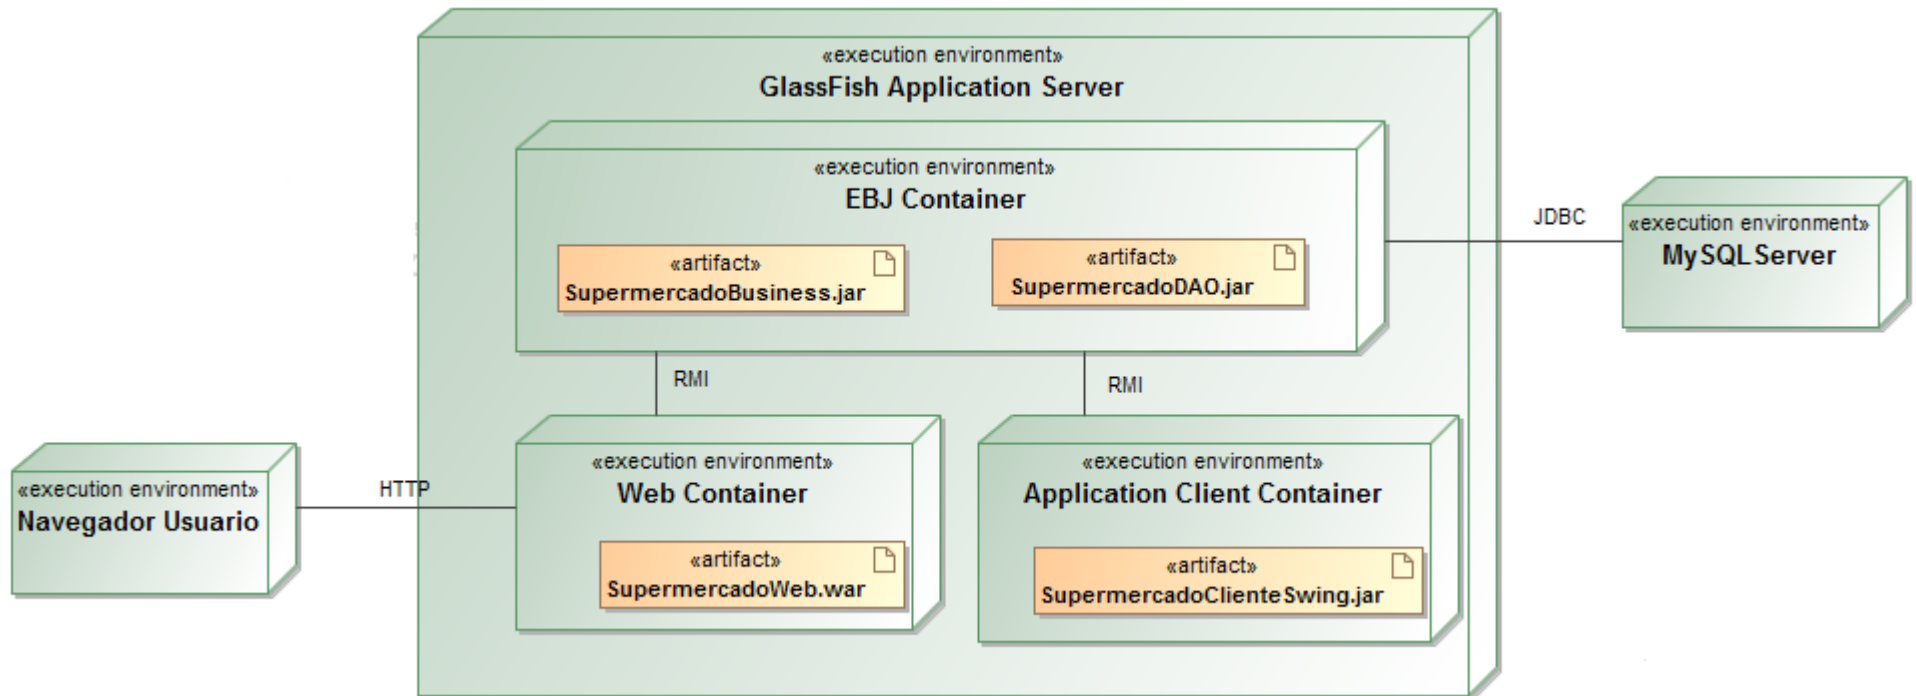 «execution environment»
GlassFish Application Server
«execution environment»
EBJ Container
«artifact»
SupermercadoBusiness.jar
«artifact»
SupermercadoDAO.jar
JDBC
«execution environment»
MySQLServer
RMI
RMI
«execution environment»
Navegador Usuario
HTTP
«execution environment»
Web Container
«artifact»
SupermercadoWeb.war
«execution environment»
Application Client Container
«artifact»
SupermercadoClienteSwing.jar